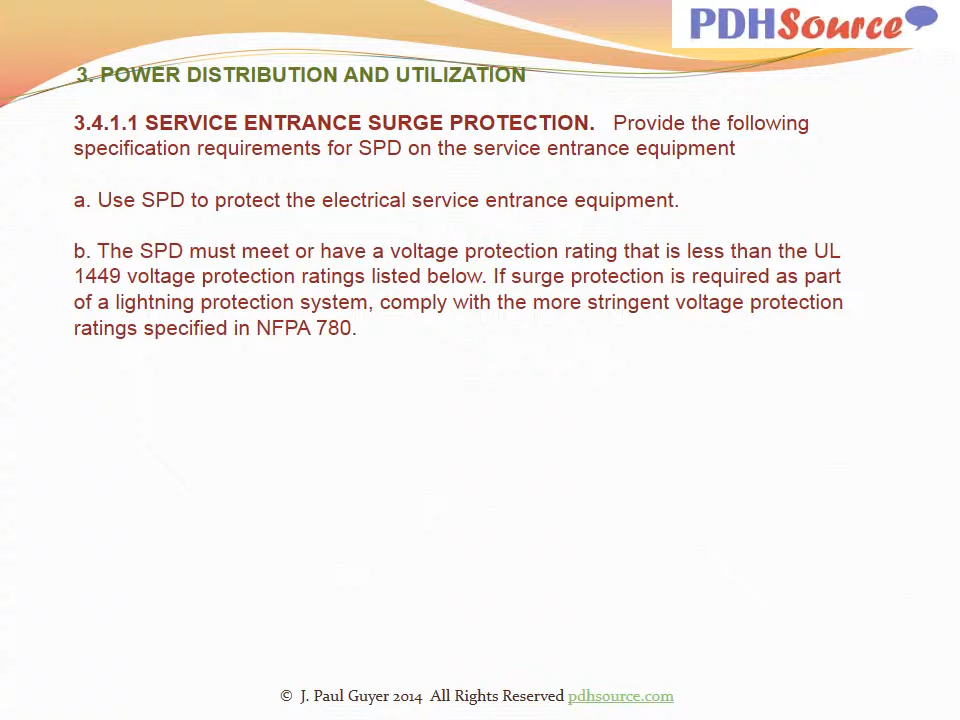 PDHSource
3. POWER DISTRIBUTION AND UTILIZATION
3.4.1.1 SERVICE ENTRANCE SURGE PROTECTION. Provide the following
specification requirements for SPD on the service entrance equipment
a. Use SPD to protect the electrical service entrance equipment.
b. The SPD must meet or have a voltage protection rating that is less than the UL
1449 voltage protection ratings listed below. If surge protection is required as part
of a lightning protection system, comply with the more stringent voltage protection
ratings specified in NFPA 780.
© J. Paul Guyer 2014 All Rights Reserved pdhsource.com